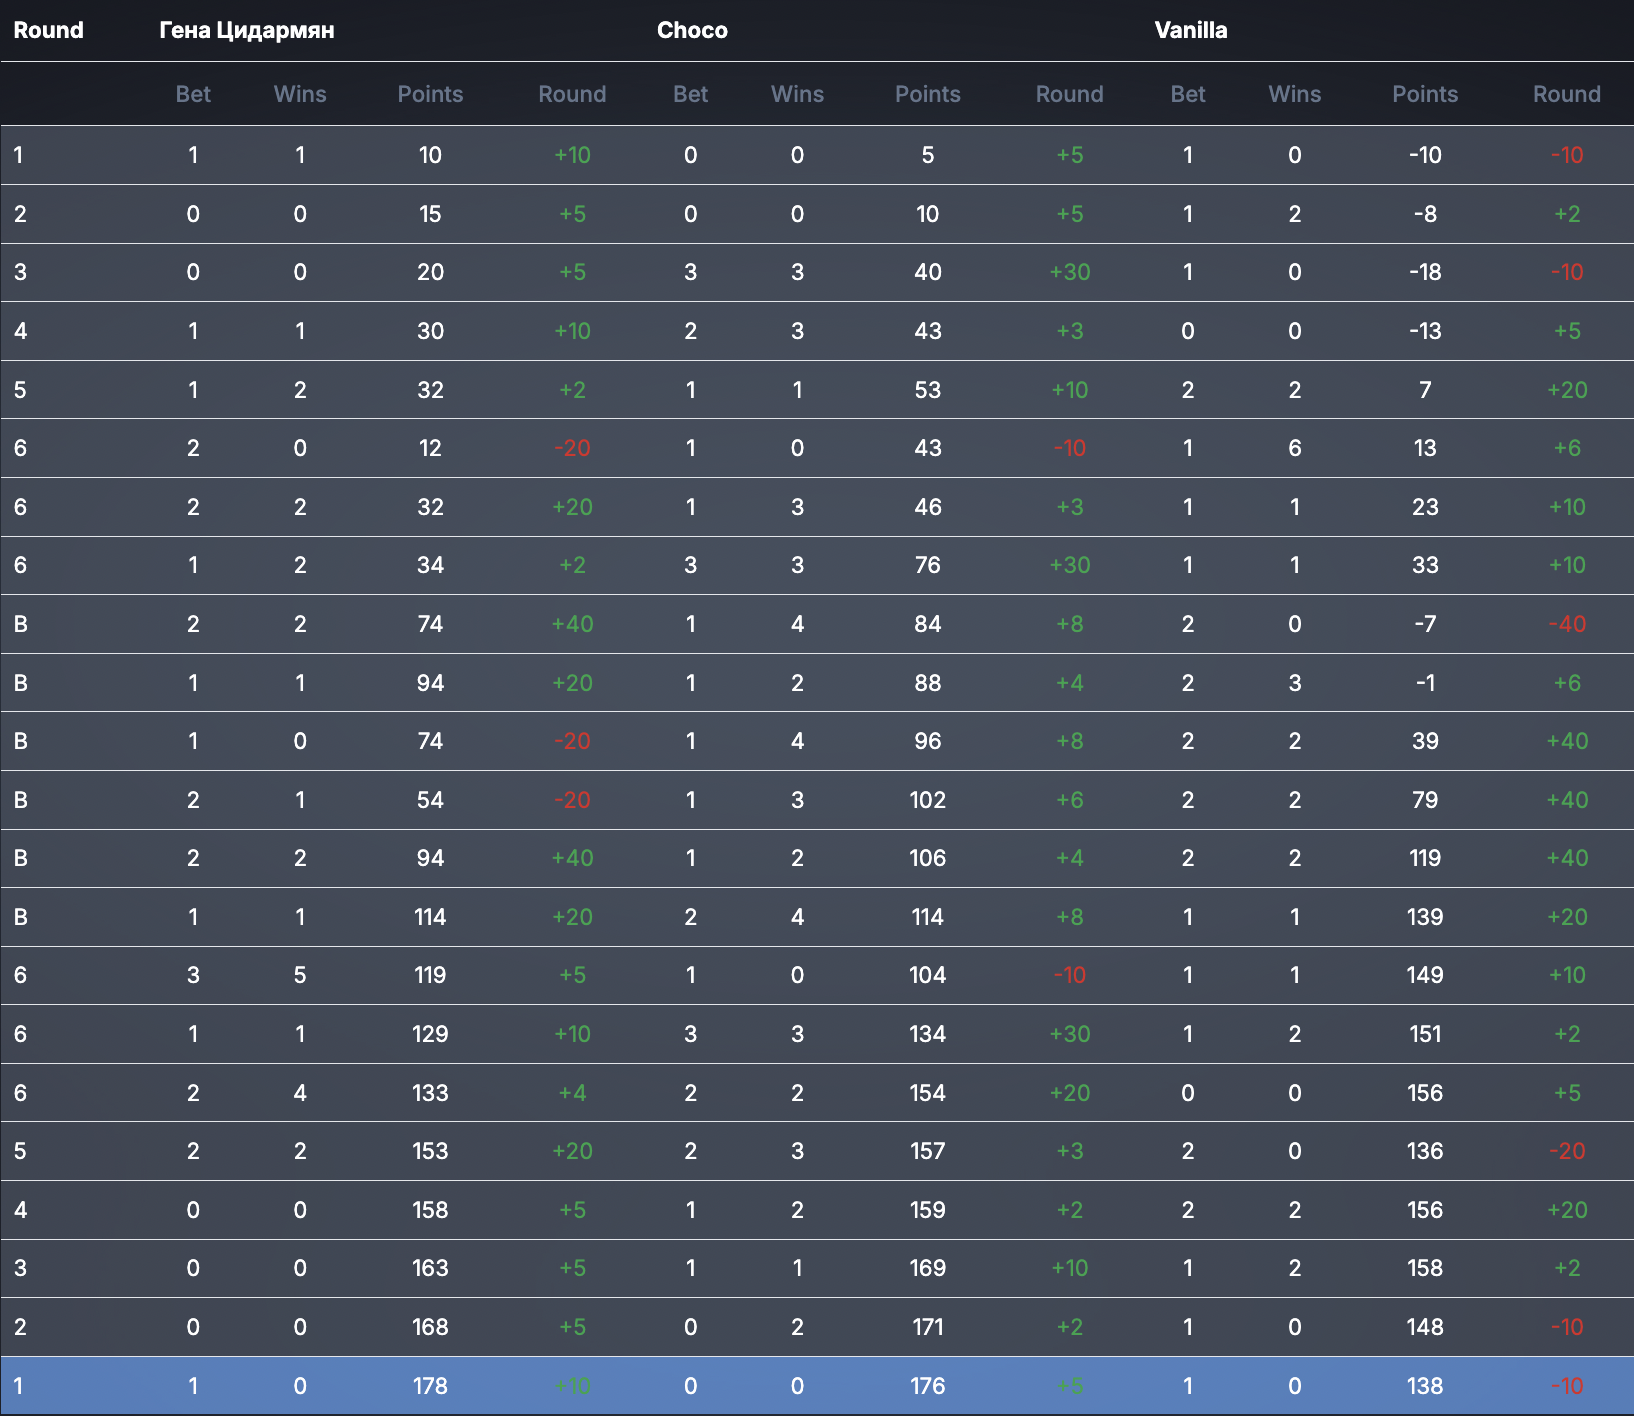 Round Гена Цидармян Choco Vanilla
Bet Wins Points Round Bet Wins Points Round Bet Wins Points Round
1 1 1 10 +10 0 0 5 +5 1 0 -10 -10
2 0 0 15 +5 0 0 10 +5 1 2 -8 +2
3 0 0 20 +5 3 3 40 +30 1 0 -18 -10
4 1 1 30 +10 2 3 43 +3 0 0 -13 +5
5 1 2 32 +2 1 1 53 +10 2 2 7 +20
6 2 0 12 -20 1 0 43 -10 1 6 13 +6
6 2 2 32 +20 1 3 46 +3 1 1 23 +10
6 1 2 34 +2 3 3 76 +30 1 1 33 +10
B 2 2 74 +40 1 4 84 +8 2 0 -7 -40
B 1 1 94 +20 1 2 88 +4 2 3 -1 +6
B 1 0 74 -20 1 4 96 +8 2 2 39 +40
B 2 1 54 -20 1 3 102 +6 2 2 79 +40
B 2 2 94 +40 1 2 106 +4 2 2 119 +40
B 1 1 114 +20 2 4 114 +8 1 1 139 +20
6 3 5 119 +5 1 0 104 -10 1 1 149 +10
6 1 1 129 +10 3 3 134 +30 1 2 151 +2
6 2 4 133 +4 2 2 154 +20 0 0 156 +5
5 2 2 153 +20 2 3 157 +3 2 0 136 -20
4 0 0 158 +5 1 2 159 +2 2 2 156 +20
3 0 0 163 +5 1 1 169 +10 1 2 158 +2
2 0 0 168 +5 0 2 171 +2 1 0 148 -10
1 1 0 178 +10 0 0 176 +5 1 0 138 -10